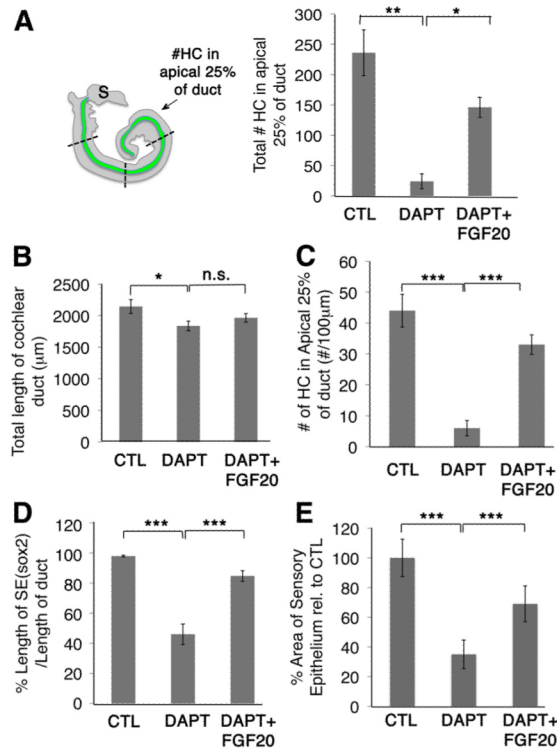 A
S
#HC in
apical 25%
of duct
Total # HC in apical
25% of duct
300
250
200
150
100
50
0
** *
CTL DAPT DAPT+
FGF20
B
Total length of cochlear
duct (μm)
2500
2000
1500
1000
500
0
* n.s.
CTL DAPT DAPT+
FGF20
C
# of HC in Apical 25%
of duct (#/100μm)
60
50
40
30
20
10
0
*** ***
CTL DAPT DAPT+
FGF20
D
% Length of SE(sox2)
/Length of duct
120
100
80
60
40
20
0
*** ***
CTL DAPT DAPT+
FGF20
E
% Area of Sensory
Epithelium rel. to CTL
120
100
80
60
40
20
0
*** ***
CTL DAPT DAPT+
FGF20